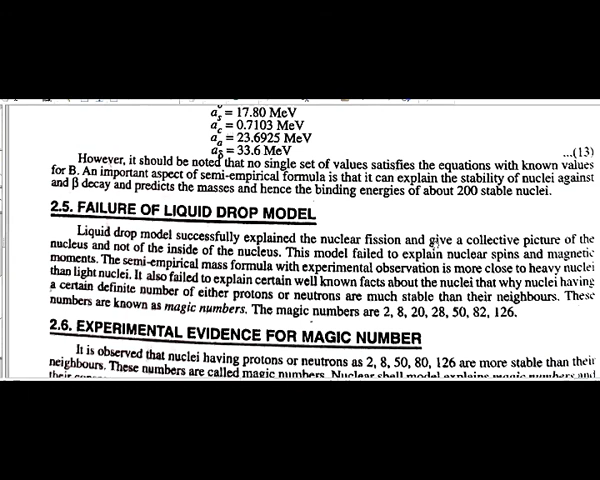 a_s = 17.80 MeV
a_c = 0.7103 MeV
a_a = 23.6925 MeV
a_δ = 33.6 MeV
...(13)
However, it should be noted that no single set of values satisfies the equations with known values
for B. An important aspect of semi-empirical formula is that it can explain the stability of nuclei against
and β decay and predicts the masses and hence the binding energies of about 200 stable nuclei.
2.5. FAILURE OF LIQUID DROP MODEL
Liquid drop model successfully explained the nuclear fission and give a collective picture of the
nucleus and not of the inside of the nucleus. This model failed to explain nuclear spins and magnetic
moments. The semi-empirical mass formula with experimental observation is more close to heavy nuclei
than light nuclei. It also failed to explain certain well known facts about the nuclei that why nuclei having
a certain definite number of either protons or neutrons are much stable than their neighbours. These
numbers are known as magic numbers. The magic numbers are 2, 8, 20, 28, 50, 82, 126.
2.6. EXPERIMENTAL EVIDENCE FOR MAGIC NUMBER
It is observed that nuclei having protons or neutrons as 2, 8, 50, 80, 126 are more stable than their
neighbours. These numbers are called magic numbers. Nuclear shell model explains magic numbers and
their